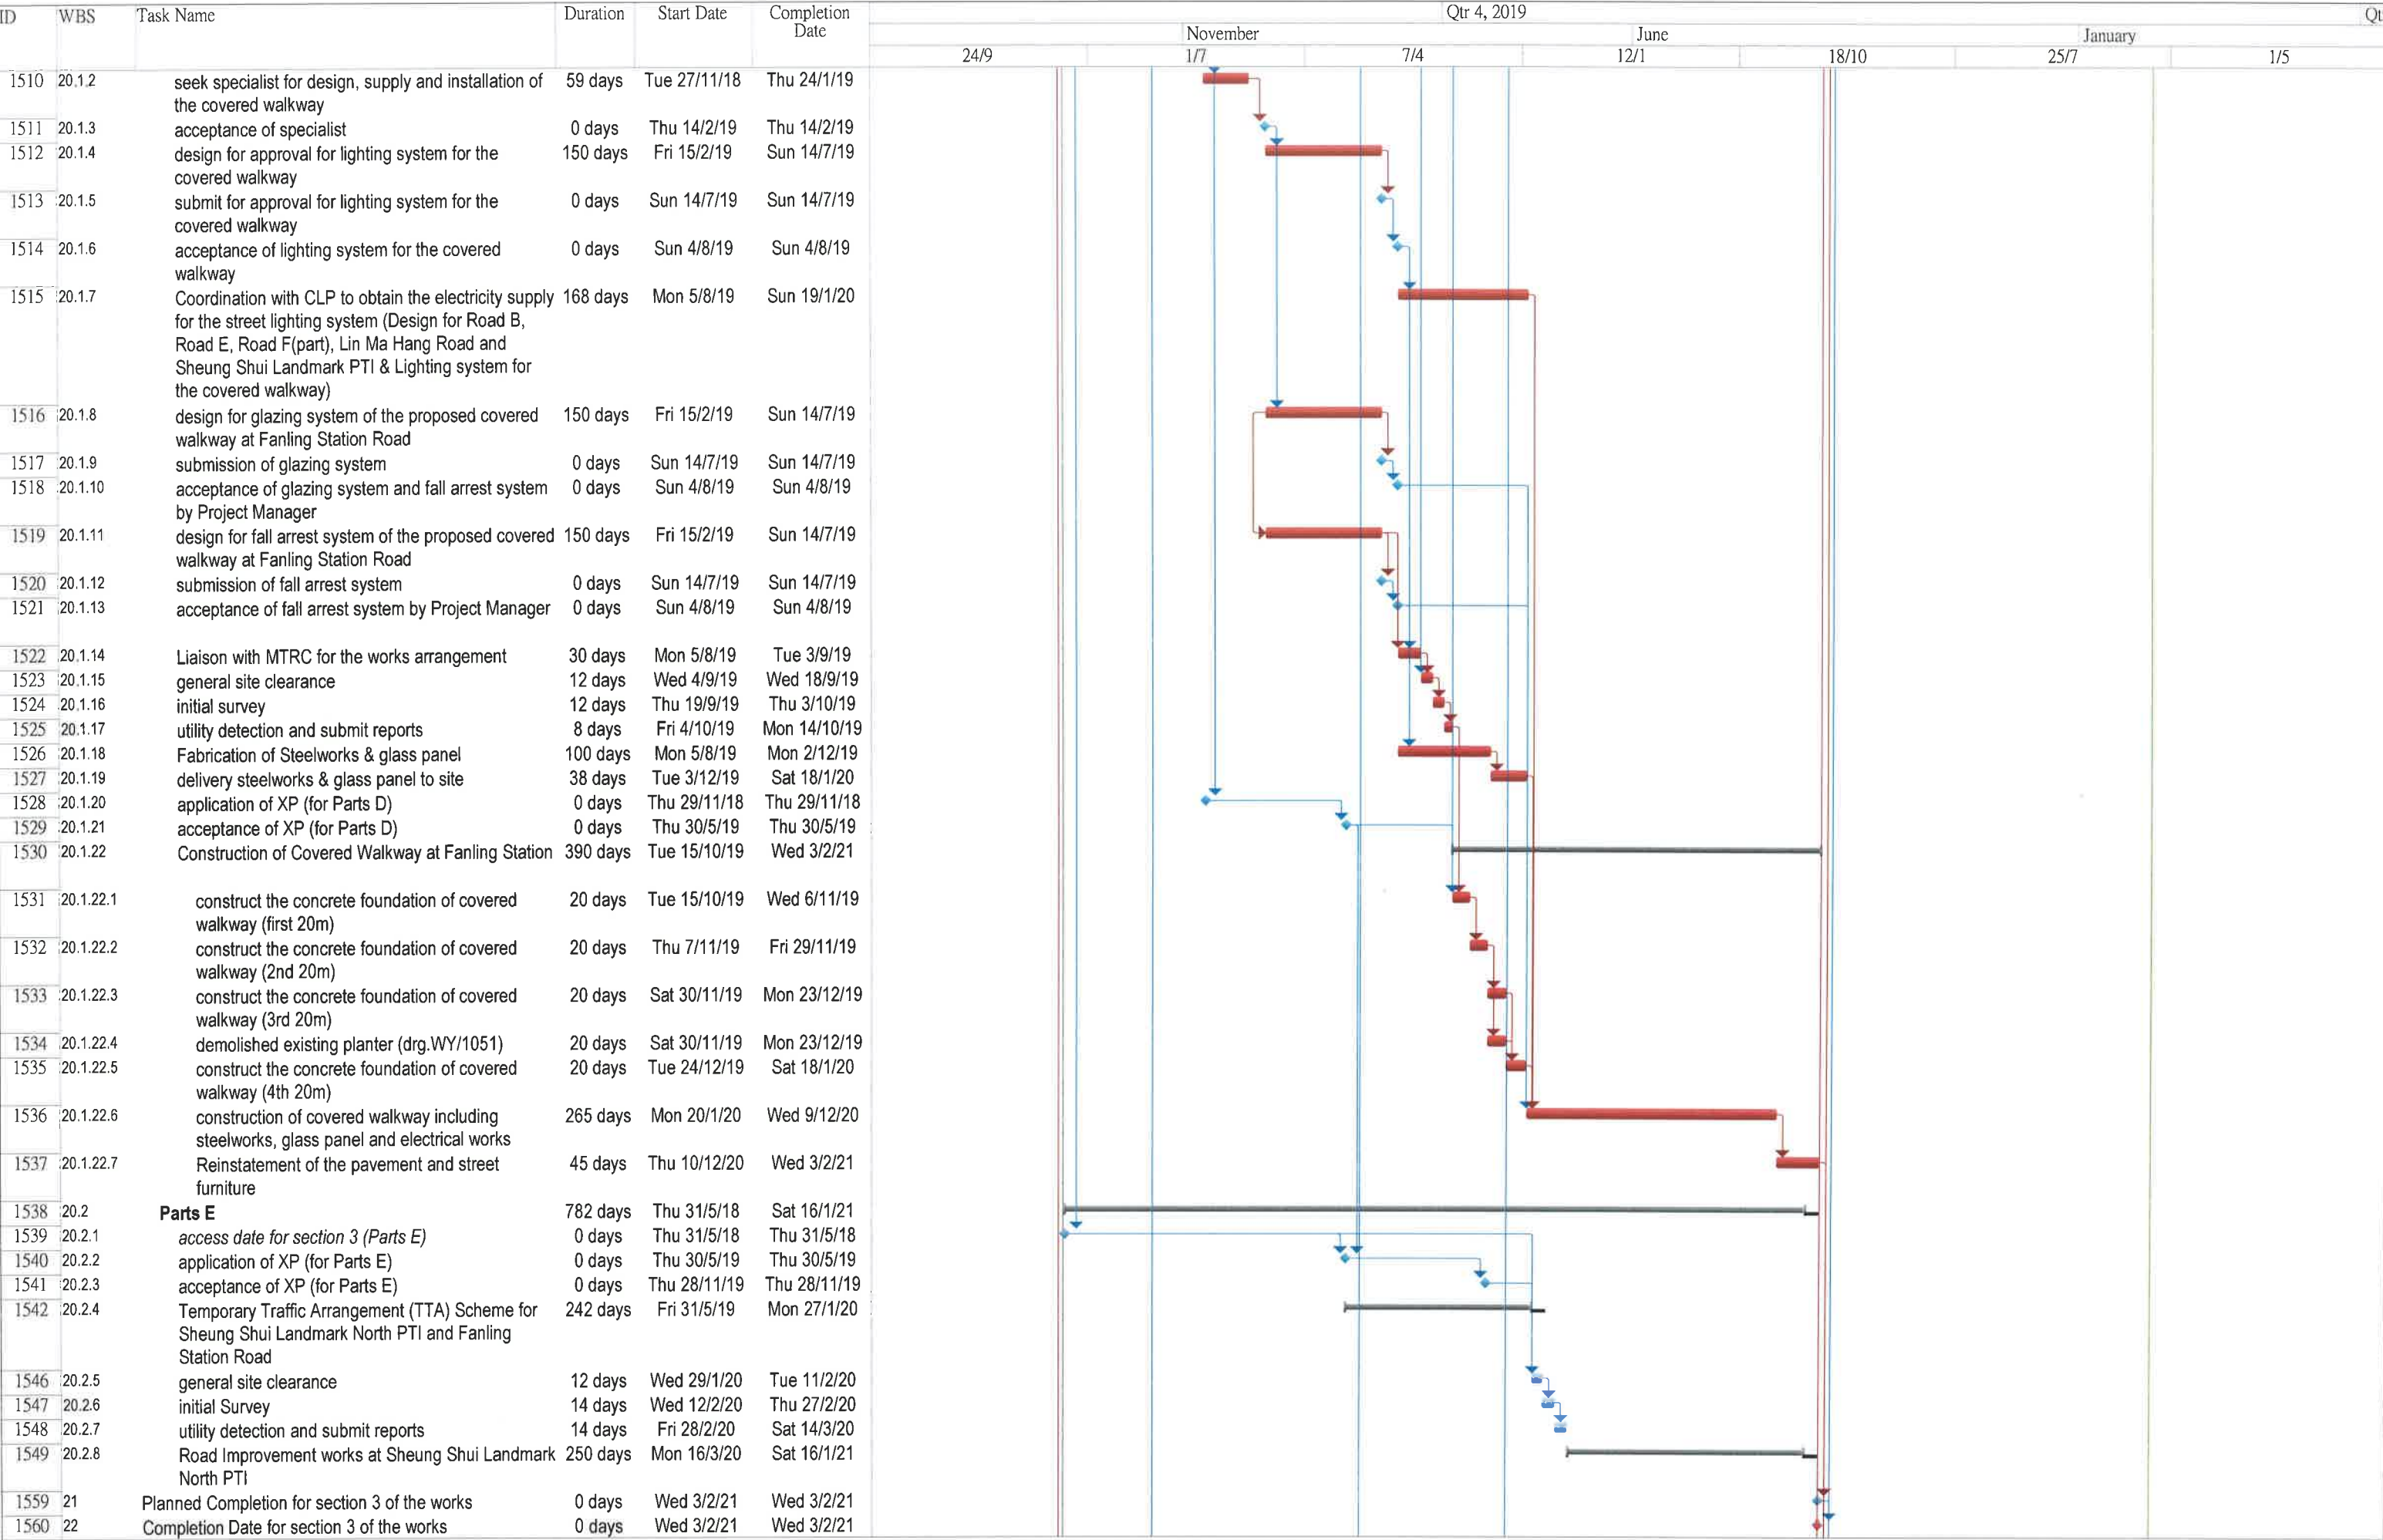 ID WBS Task Name Duration Start Date Completion Date Qtr 4, 2019 Qt
November June January
24/9 1/7 7/4 12/1 18/10 25/7 1/5
1510 20.1.2 seek specialist for design, supply and installation of 59 days Tue 27/11/18 Thu 24/1/19
the covered walkway
1511 20.1.3 acceptance of specialist 0 days Thu 14/2/19 Thu 14/2/19
1512 20.1.4 design for approval for lighting system for the 150 days Fri 15/2/19 Sun 14/7/19
covered walkway
1513 20.1.5 submit for approval for lighting system for the 0 days Sun 14/7/19 Sun 14/7/19
covered walkway
1514 20.1.6 acceptance of lighting system for the covered 0 days Sun 4/8/19 Sun 4/8/19
walkway
1515 20.1.7 Coordination with CLP to obtain the electricity supply 168 days Mon 5/8/19 Sun 19/1/20
for the street lighting system (Design for Road B,
Road E, Road F(part), Lin Ma Hang Road and
Sheung Shui Landmark PTI & Lighting system for
the covered walkway)
1516 20.1.8 design for glazing system of the proposed covered 150 days Fri 15/2/19 Sun 14/7/19
walkway at Fanling Station Road
1517 20.1.9 submission of glazing system 0 days Sun 14/7/19 Sun 14/7/19
1518 20.1.10 acceptance of glazing system and fall arrest system 0 days Sun 4/8/19 Sun 4/8/19
by Project Manager
1519 20.1.11 design for fall arrest system of the proposed covered 150 days Fri 15/2/19 Sun 14/7/19
walkway at Fanling Station Road
1520 20.1.12 submission of fall arrest system 0 days Sun 14/7/19 Sun 14/7/19
1521 20.1.13 acceptance of fall arrest system by Project Manager 0 days Sun 4/8/19 Sun 4/8/19
1522 20.1.14 Liaison with MTRC for the works arrangement 30 days Mon 5/8/19 Tue 3/9/19
1523 20.1.15 general site clearance 12 days Wed 4/9/19 Wed 18/9/19
1524 20.1.16 initial survey 12 days Thu 19/9/19 Thu 3/10/19
1525 20.1.17 utility detection and submit reports 8 days Fri 4/10/19 Mon 14/10/19
1526 20.1.18 Fabrication of Steelworks & glass panel 100 days Mon 5/8/19 Mon 2/12/19
1527 20.1.19 delivery steelworks & glass panel to site 38 days Tue 3/12/19 Sat 18/1/20
1528 20.1.20 application of XP (for Parts D) 0 days Thu 29/11/18 Thu 29/11/18
1529 20.1.21 acceptance of XP (for Parts D) 0 days Thu 30/5/19 Thu 30/5/19
1530 20.1.22 Construction of Covered Walkway at Fanling Station 390 days Tue 15/10/19 Wed 3/2/21
1531 20.1.22.1 construct the concrete foundation of covered 20 days Tue 15/10/19 Wed 6/11/19
walkway (first 20m)
1532 20.1.22.2 construct the concrete foundation of covered 20 days Thu 7/11/19 Fri 29/11/19
walkway (2nd 20m)
1533 20.1.22.3 construct the concrete foundation of covered 20 days Sat 30/11/19 Mon 23/12/19
walkway (3rd 20m)
1534 20.1.22.4 demolished existing planter (drg.WY/1051) 20 days Sat 30/11/19 Mon 23/12/19
1535 20.1.22.5 construct the concrete foundation of covered 20 days Tue 24/12/19 Sat 18/1/20
walkway (4th 20m)
1536 20.1.22.6 construction of covered walkway including 265 days Mon 20/1/20 Wed 9/12/20
steelworks, glass panel and electrical works
1537 20.1.22.7 Reinstatement of the pavement and street 45 days Thu 10/12/20 Wed 3/2/21
furniture
1538 20.2 Parts E 782 days Thu 31/5/18 Sat 16/1/21
1539 20.2.1 access date for section 3 (Parts E) 0 days Thu 31/5/18 Thu 31/5/18
1540 20.2.2 application of XP (for Parts E) 0 days Thu 30/5/19 Thu 30/5/19
1541 20.2.3 acceptance of XP (for Parts E) 0 days Thu 28/11/19 Thu 28/11/19
1542 20.2.4 Temporary Traffic Arrangement (TTA) Scheme for 242 days Fri 31/5/19 Mon 27/1/20
Sheung Shui Landmark North PTI and Fanling
Station Road
1546 20.2.5 general site clearance 12 days Wed 29/1/20 Tue 11/2/20
1547 20.2.6 initial Survey 14 days Wed 12/2/20 Thu 27/2/20
1548 20.2.7 utility detection and submit reports 14 days Fri 28/2/20 Sat 14/3/20
1549 20.2.8 Road Improvement works at Sheung Shui Landmark 250 days Mon 16/3/20 Sat 16/1/21
North PTI
1559 21 Planned Completion for section 3 of the works 0 days Wed 3/2/21 Wed 3/2/21
1560 22 Completion Date for section 3 of the works 0 days Wed 3/2/21 Wed 3/2/21